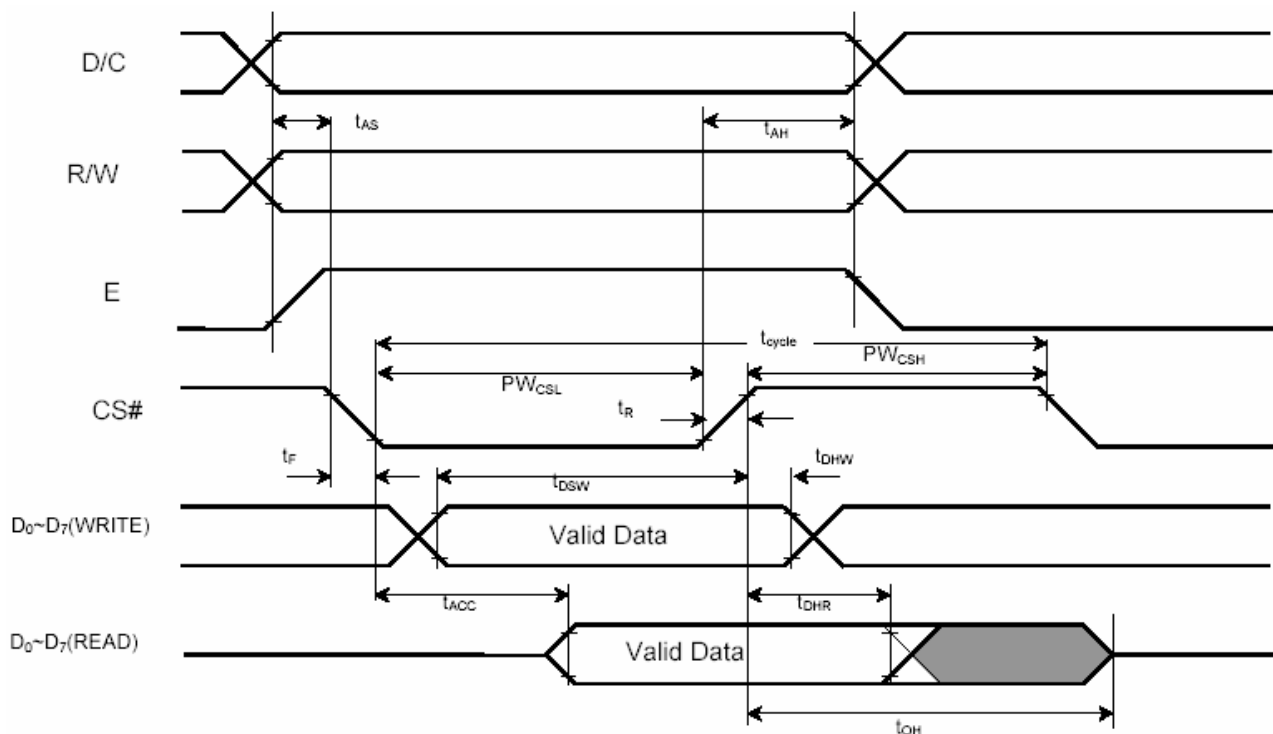 D/C
tAS
tAH
R/W
E
tcycle
PWCSH
PWCSL
CS#
tR
tF
tDHW
tDSW
D0~D7(WRITE)
Valid Data
tACC
tDHR
D0~D7(READ)
Valid Data
tOH